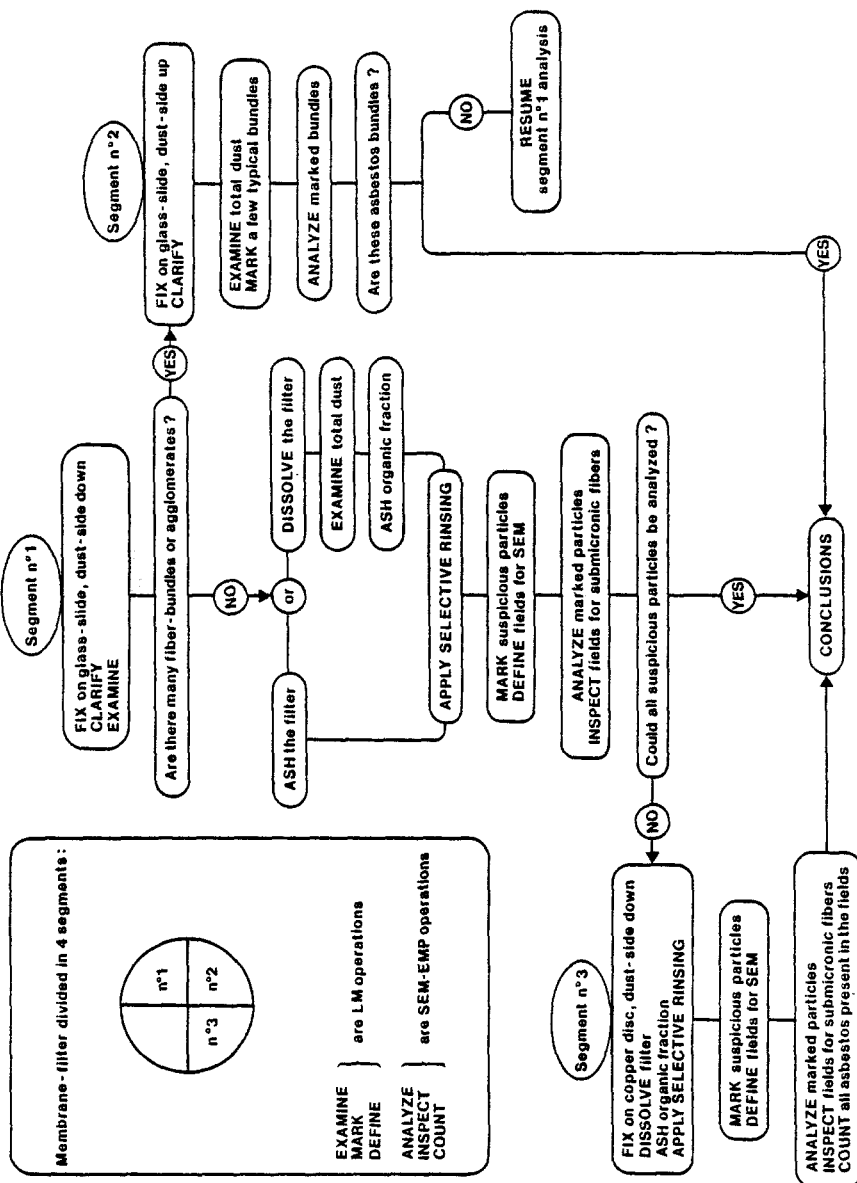 Membrane-filter divided in 4 segments:
n°1
n°2
n°3
EXAMINE
MARK
DEFINE
are LM operations
ANALYZE
INSPECT
COUNT
are SEM-EMP operations
Segment n°1
FIX on glass-slide, dust-side down
CLARIFY
EXAMINE
Are there many fiber-bundles or agglomerates ?
YES
NO
or
ASH the filter
DISSOLVE the filter
EXAMINE total dust
ASH organic fraction
APPLY SELECTIVE RINSING
MARK suspicious particles
DEFINE fields for SEM
ANALYZE marked particles
INSPECT fields for submicronic fibers
Could all suspicious particles be analyzed ?
NO
YES
CONCLUSIONS
Segment n°2
FIX on glass-slide, dust-side up
CLARIFY
EXAMINE total dust
MARK a few typical bundles
ANALYZE marked bundles
Are these asbestos bundles ?
NO
RESUME
segment n°1 analysis
YES
Segment n°3
FIX on copper disc, dust-side down
DISSOLVE filter
ASH organic fraction
APPLY SELECTIVE RINSING
MARK suspicious particles
DEFINE fields for SEM
ANALYZE marked particles
INSPECT fields for submicronic fibers
COUNT all asbestos present in the fields